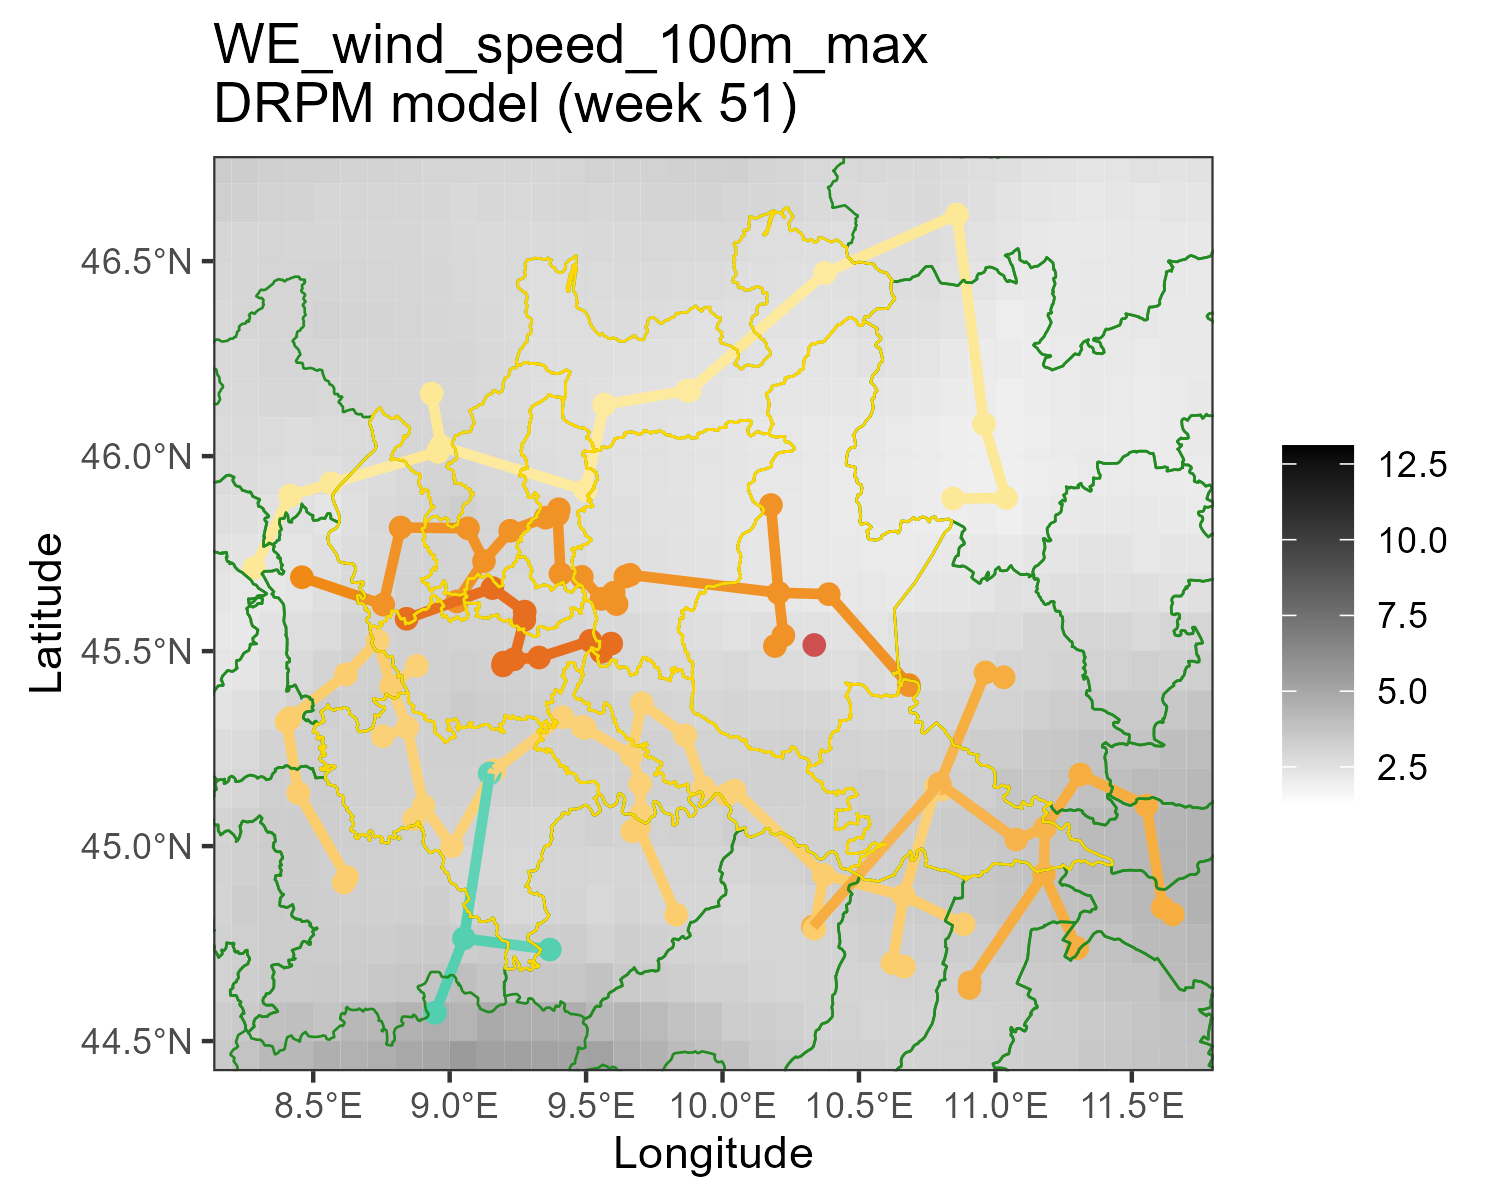 WE_wind_speed_100m_max
DRPM model (week 51)
46.5°N
46.0°N
45.5°N
45.0°N
44.5°N
Latitude
8.5°E 9.0°E 9.5°E 10.0°E 10.5°E 11.0°E 11.5°E
Longitude
12.5
10.0
7.5
5.0
2.5